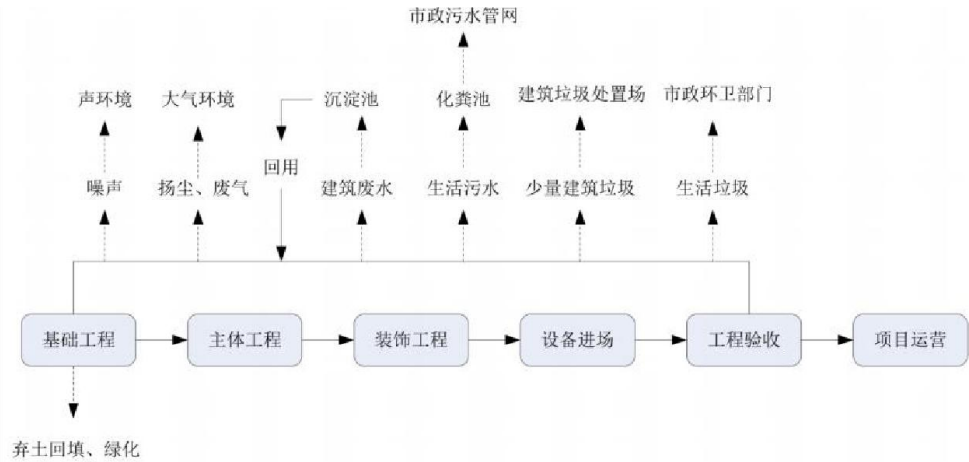 市政污水管网
声环境
大气环境
沉淀池
化粪池
建筑垃圾处置场
市政环卫部门
回用
噪声
扬尘、废气
建筑废水
生活污水
少量建筑垃圾
生活垃圾
基础工程
主体工程
装饰工程
设备进场
工程验收
项目运营
弃土回填、绿化